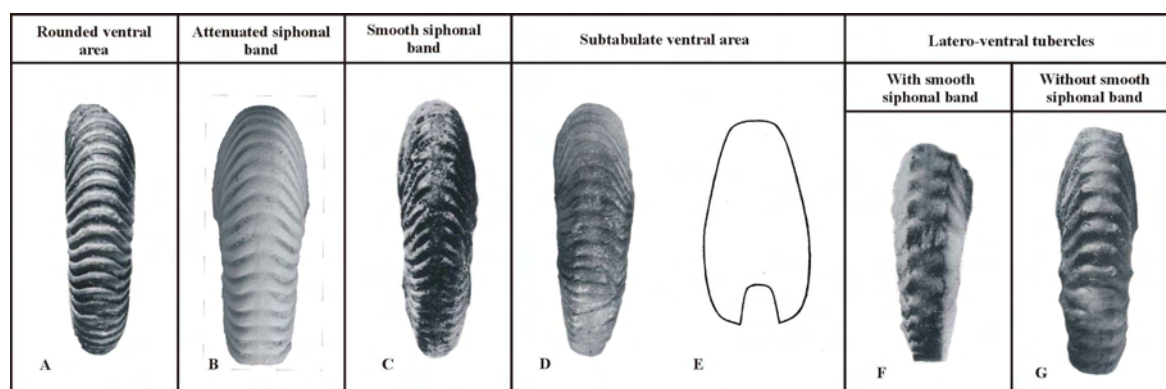 Rounded ventral
area
Attenuated siphonal
band
Smooth siphonal
band
Subtabulate ventral area
Latero-ventral tubercles
With smooth
siphonal band
Without smooth
siphonal band
A
B
C
D
E
F
G